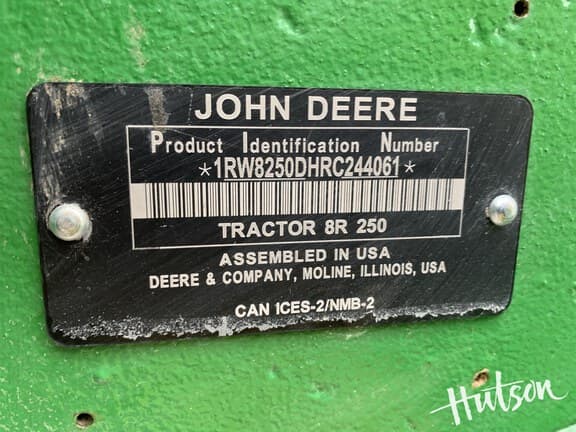 JOHN DEERE
Product Identification Number
*1RW8250DHRC244061*
TRACTOR 8R 250
ASSEMBLED IN USA
DEERE & COMPANY, MOLINE, ILLINOIS, USA
CAN ICES-2/NMB-2
Hutson